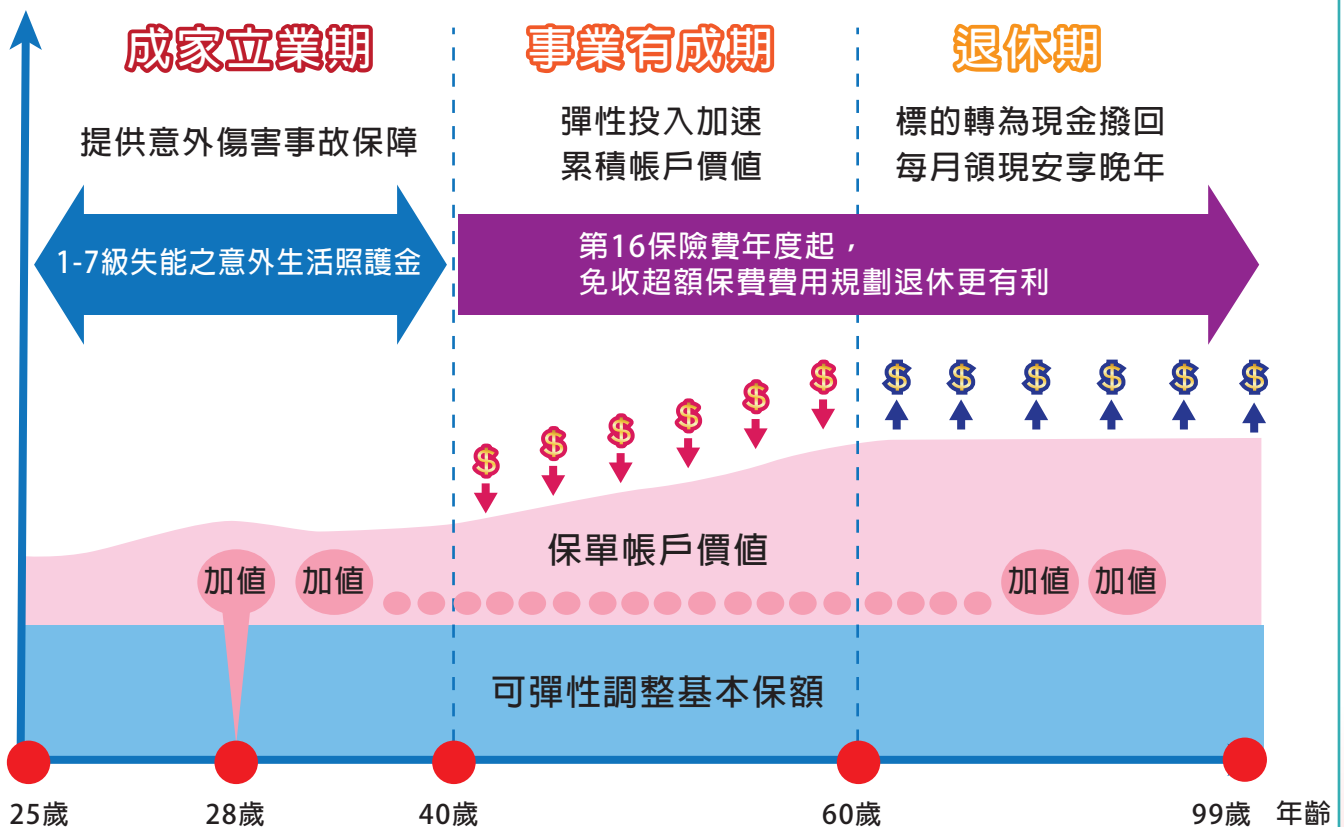 成家立業期
事業有成期
退休期
提供意外傷害事故保障
彈性投入加速
累積帳戶價值
標的轉為現金撥回
每月領現安享晚年
1-7級失能之意外生活照護金
第16保險費年度起，
免收超額保費費用規劃退休更有利
$ $ $ $ $ $ $ $ $ $ $ $
保單帳戶價值
加值
加值
加值
加值
可彈性調整基本保額
25歲
28歲
40歲
60歲
99歲
年齡